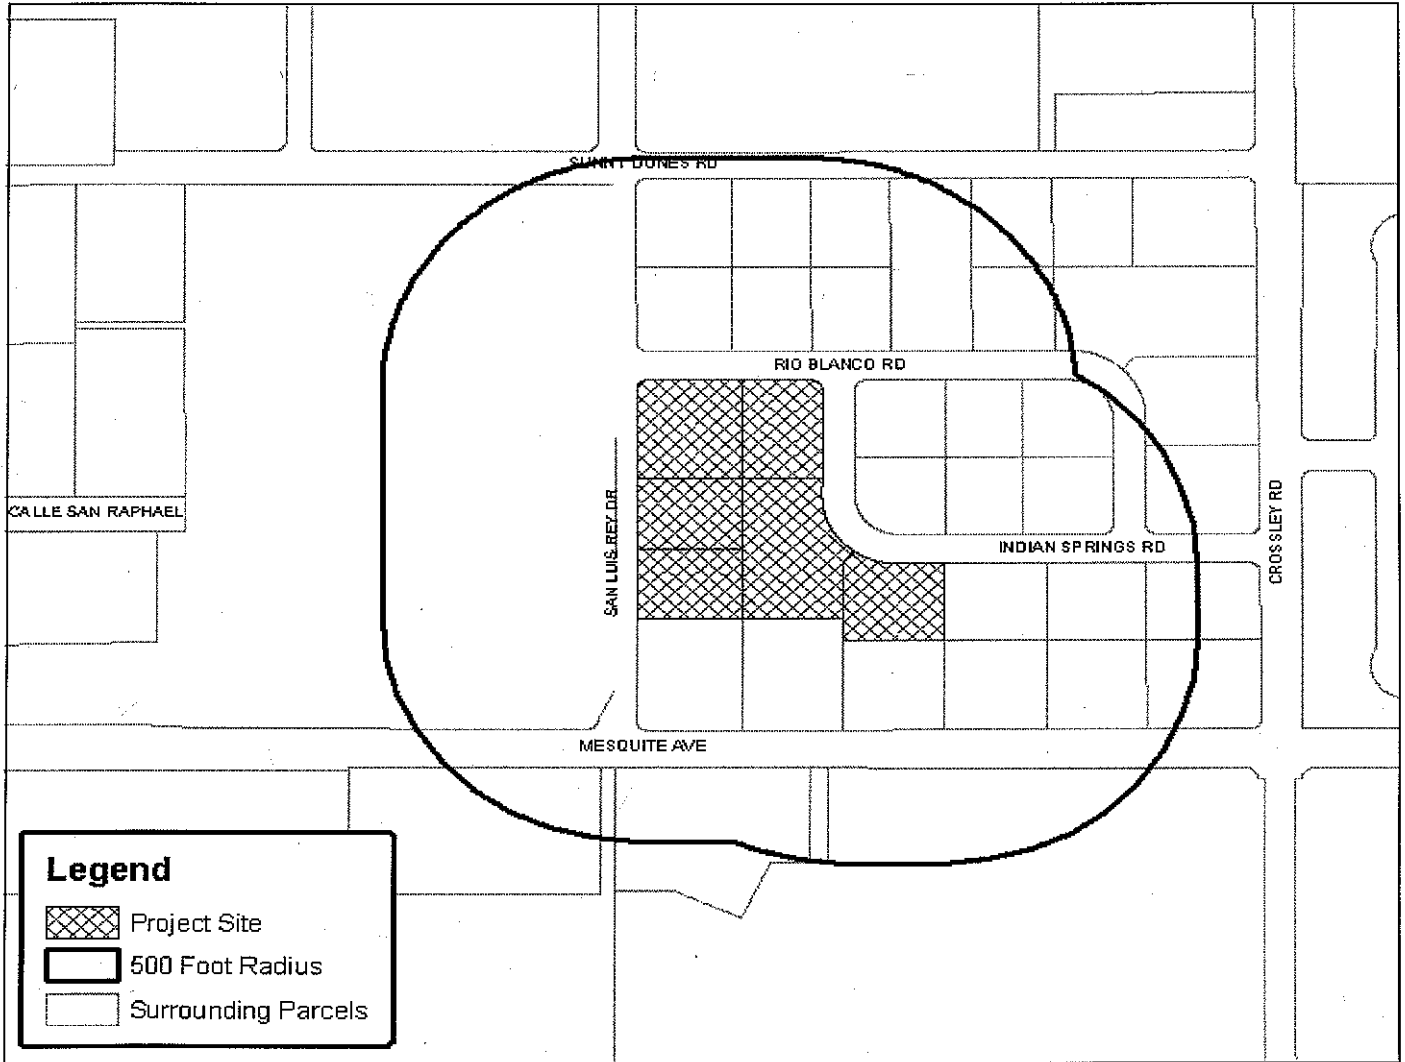 SUNNY DUNES RD
RIO BLANCO RD
CALLE SAN RAPHAEL
SAN LUIS REY DR
CROSSLEY RD
INDIAN SPRINGS RD
MESQUITE AVE
Legend
Project Site
500 Foot Radius
Surrounding Parcels